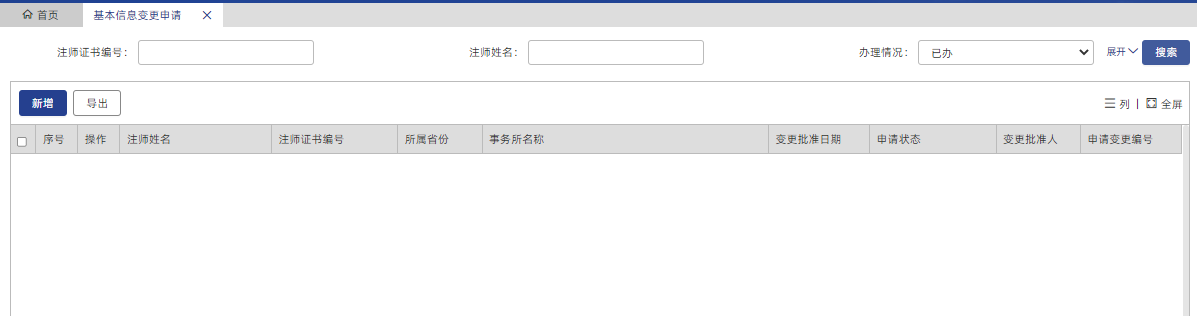 首页 基本信息变更申请
注师证书编号： 注师姓名： 办理情况： 已办 展开 搜索
新增 导出 列 | 全屏
序号 操作 注师姓名 注师证书编号 所属省份 事务所名称 变更批准日期 申请状态 变更批准人 申请变更编号